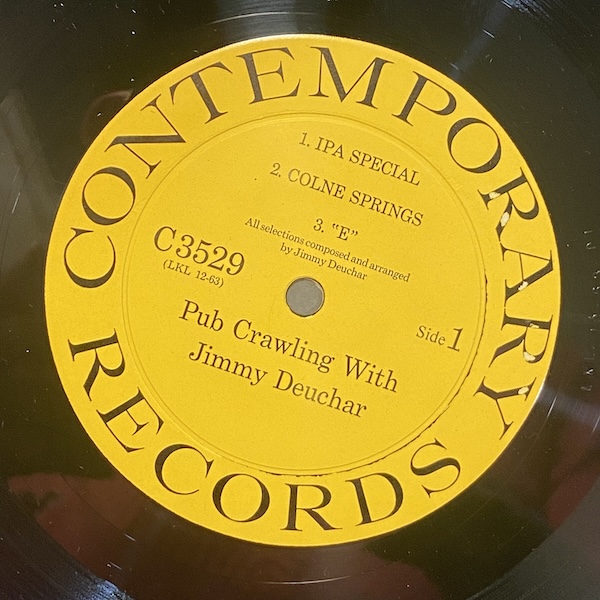 CONTEMPORARY RECORDS
1. IPA SPECIAL
2. COLNE SPRINGS
3. "E"
All selections composed and arranged
by Jimmy Deuchar
C3529
(LKL 12-63)
Side 1
Pub Crawling With
Jimmy Deuchar